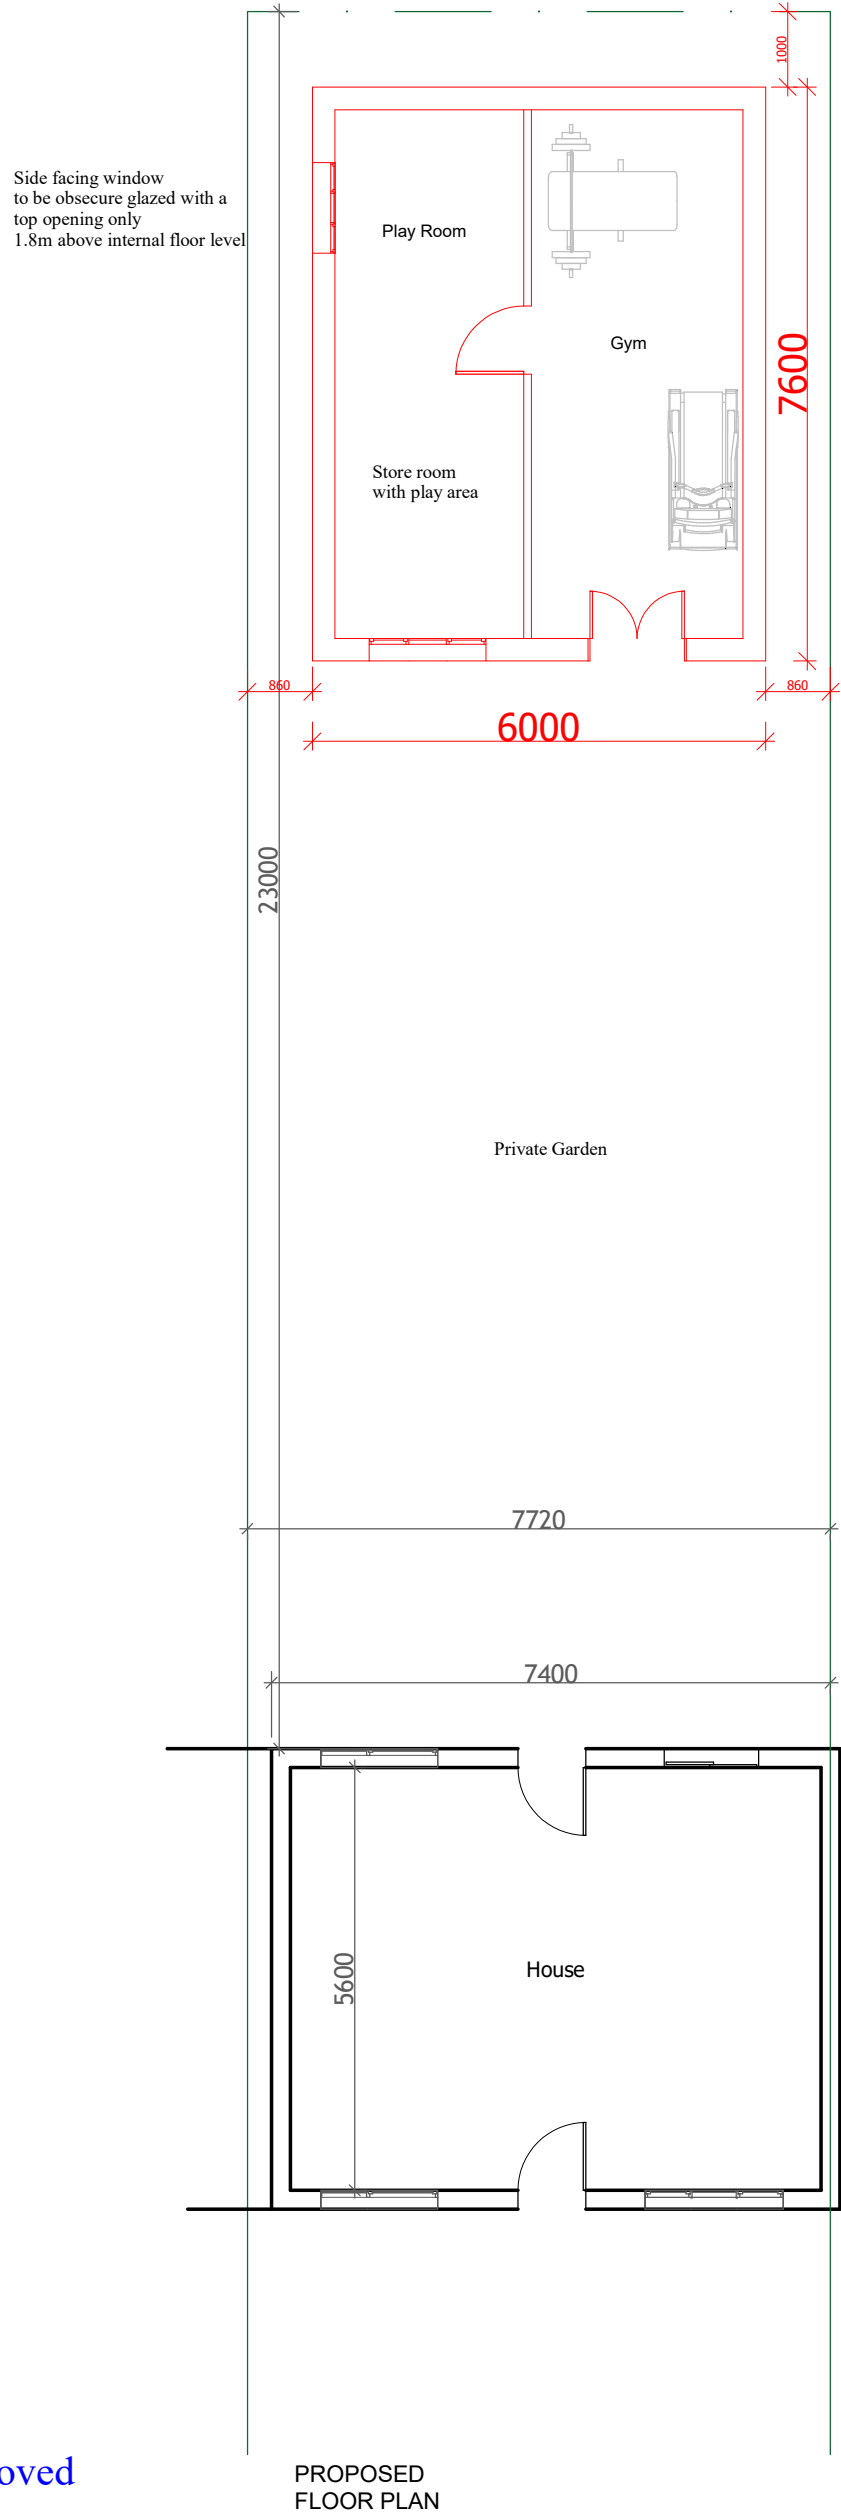 1000
Side facing window
to be obsecure glazed with a
top opening only
1.8m above internal floor level
Play Room
Gym
7600
Store room
with play area
860
860
6000
23000
Private Garden
7720
7400
5600
House
oved
PROPOSED
FLOOR PLAN